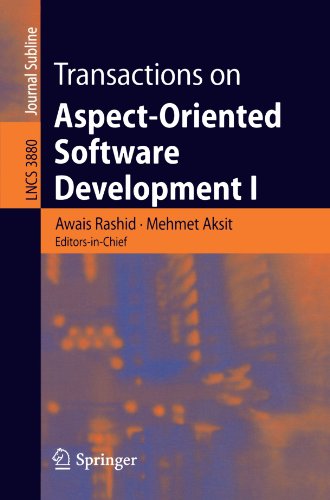 Journal Subline
LNCS 3880
Transactions on
Aspect-Oriented
Software
Development I
Awais Rashid · Mehmet Aksit
Editors-in-Chief
Springer